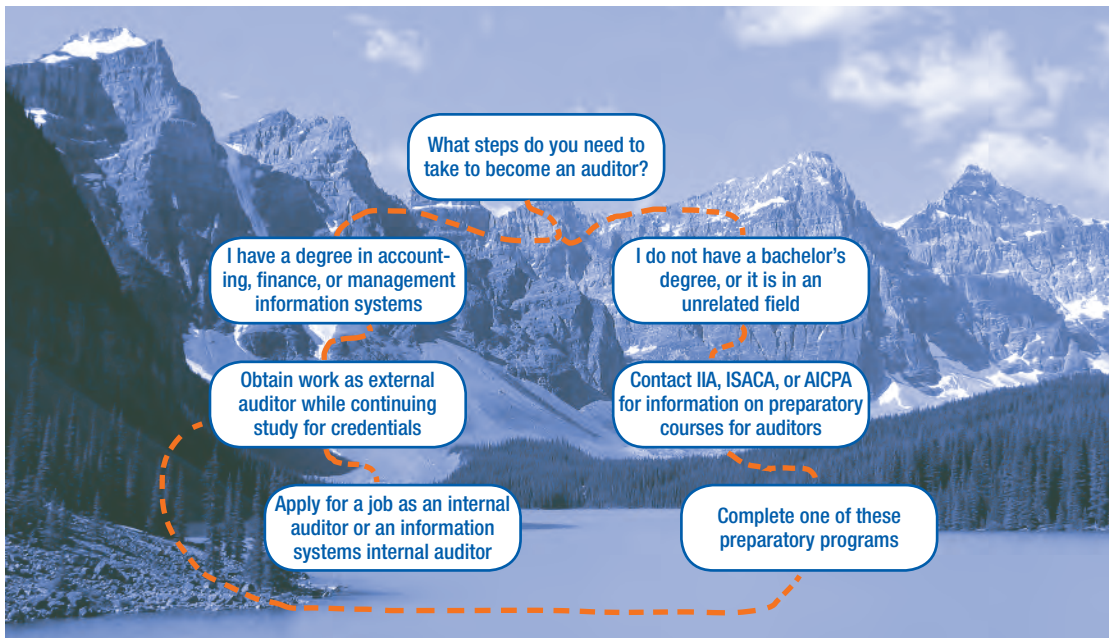 What steps do you need to
take to become an auditor?
I have a degree in account-
ing, finance, or management
information systems
I do not have a bachelor’s
degree, or it is in an
unrelated field
Obtain work as external
auditor while continuing
study for credentials
Contact IIA, ISACA, or AICPA
for information on preparatory
courses for auditors
Apply for a job as an internal
auditor or an information
systems internal auditor
Complete one of these
preparatory programs